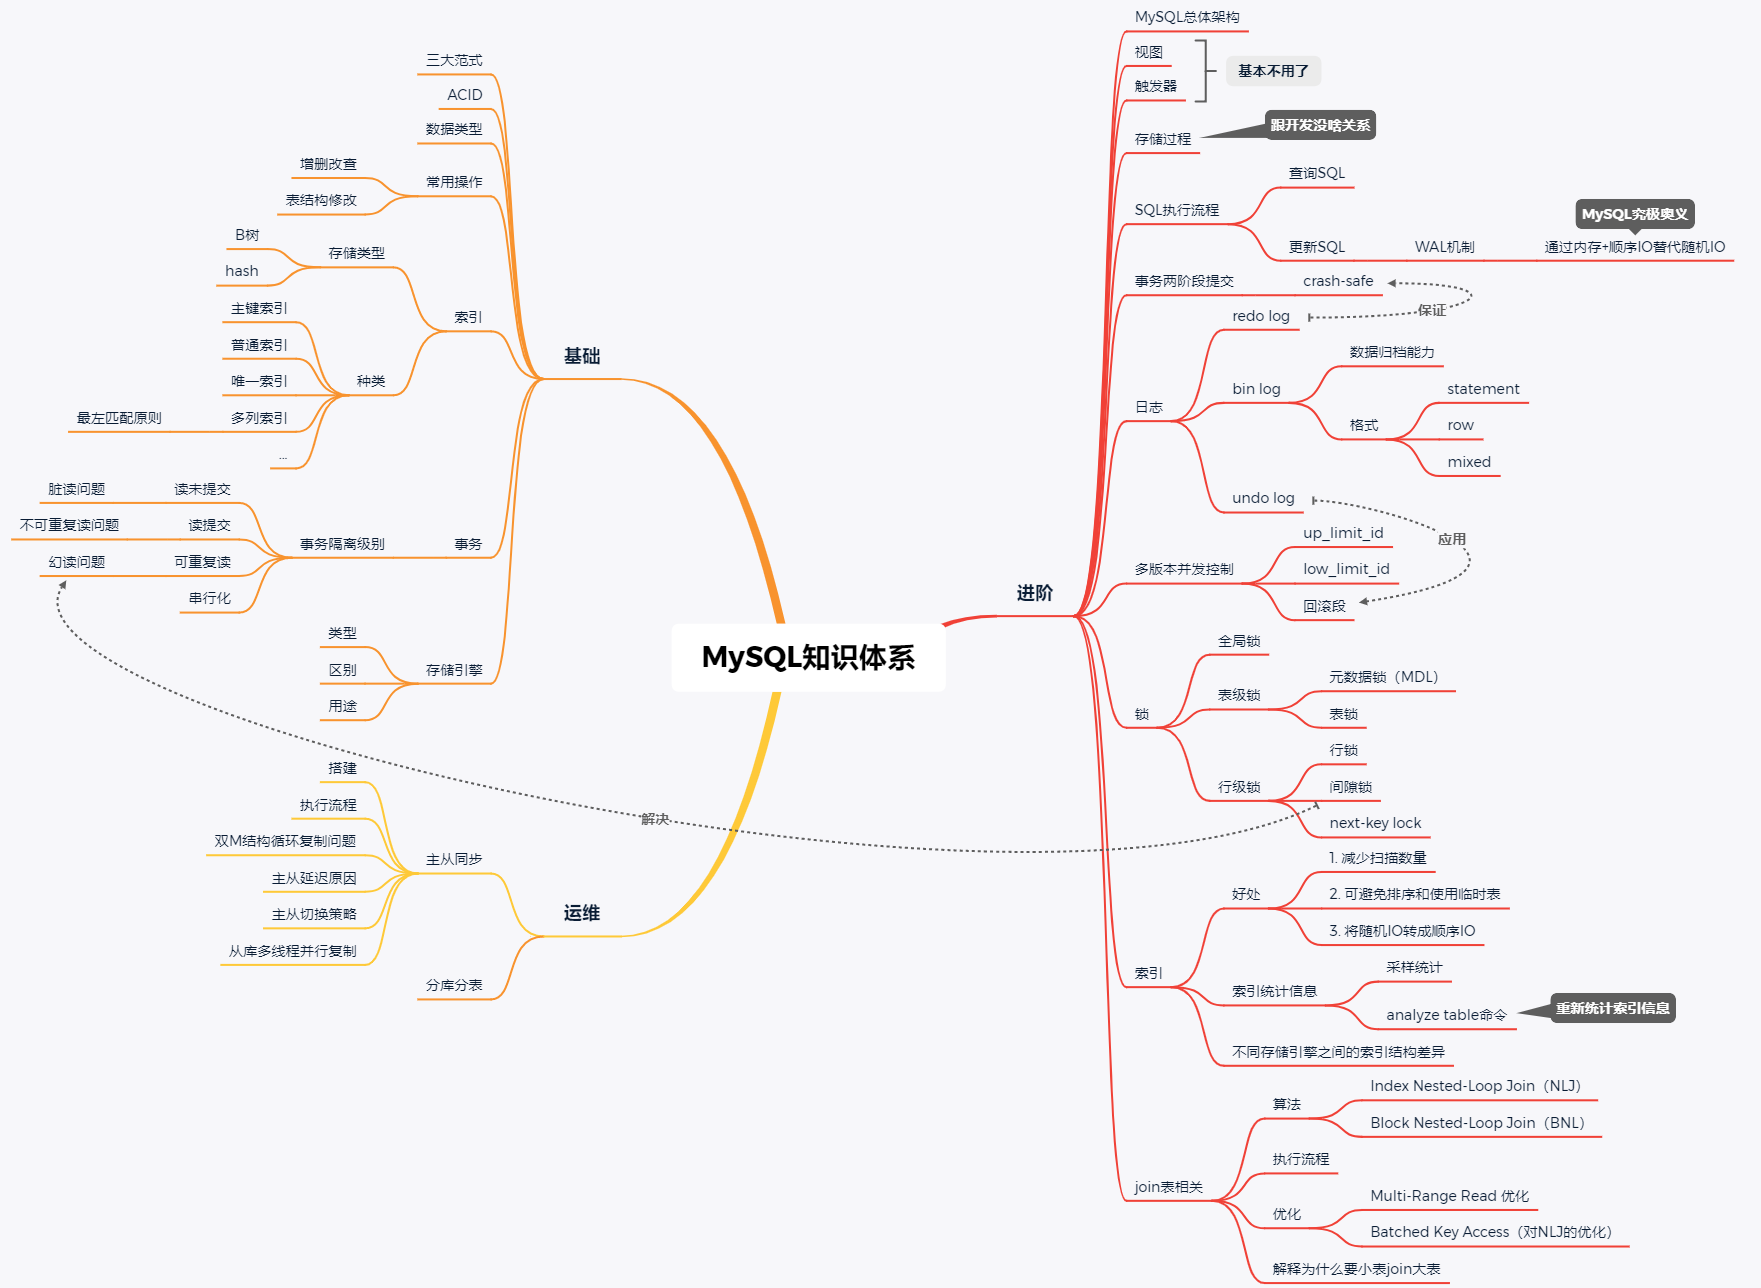 MySQL知识体系
基础
三大范式
ACID
数据类型
常用操作
增删改查
表结构修改
索引
存储类型
B树
hash
种类
主键索引
普通索引
唯一索引
多列索引
最左匹配原则
...
事务
事务隔离级别
读未提交
脏读问题
读提交
不可重复读问题
可重复读
幻读问题
串行化
存储引擎
类型
区别
用途
运维
主从同步
搭建
执行流程
双M结构循环复制问题
主从延迟原因
主从切换策略
从库多线程并行复制
分库分表
进阶
MySQL总体架构
视图
触发器
基本不用了
存储过程
跟开发没啥关系
SQL执行流程
查询SQL
更新SQL
WAL机制
通过内存+顺序IO替代随机IO
MySQL究极奥义
事务两阶段提交
crash-safe
保证
日志
redo log
bin log
数据归档能力
格式
statement
row
mixed
undo log
应用
多版本并发控制
up_limit_id
low_limit_id
回滚段
锁
全局锁
表级锁
元数据锁（MDL）
表锁
行级锁
行锁
间隙锁
next-key lock
解决
索引
好处
1. 减少扫描数量
2. 可避免排序和使用临时表
3. 将随机IO转成顺序IO
索引统计信息
采样统计
analyze table命令
重新统计索引信息
不同存储引擎之间的索引结构差异
join表相关
算法
Index Nested-Loop Join（NLJ）
Block Nested-Loop Join（BNL）
执行流程
优化
Multi-Range Read 优化
Batched Key Access（对NLJ的优化）
解释为什么要小表join大表